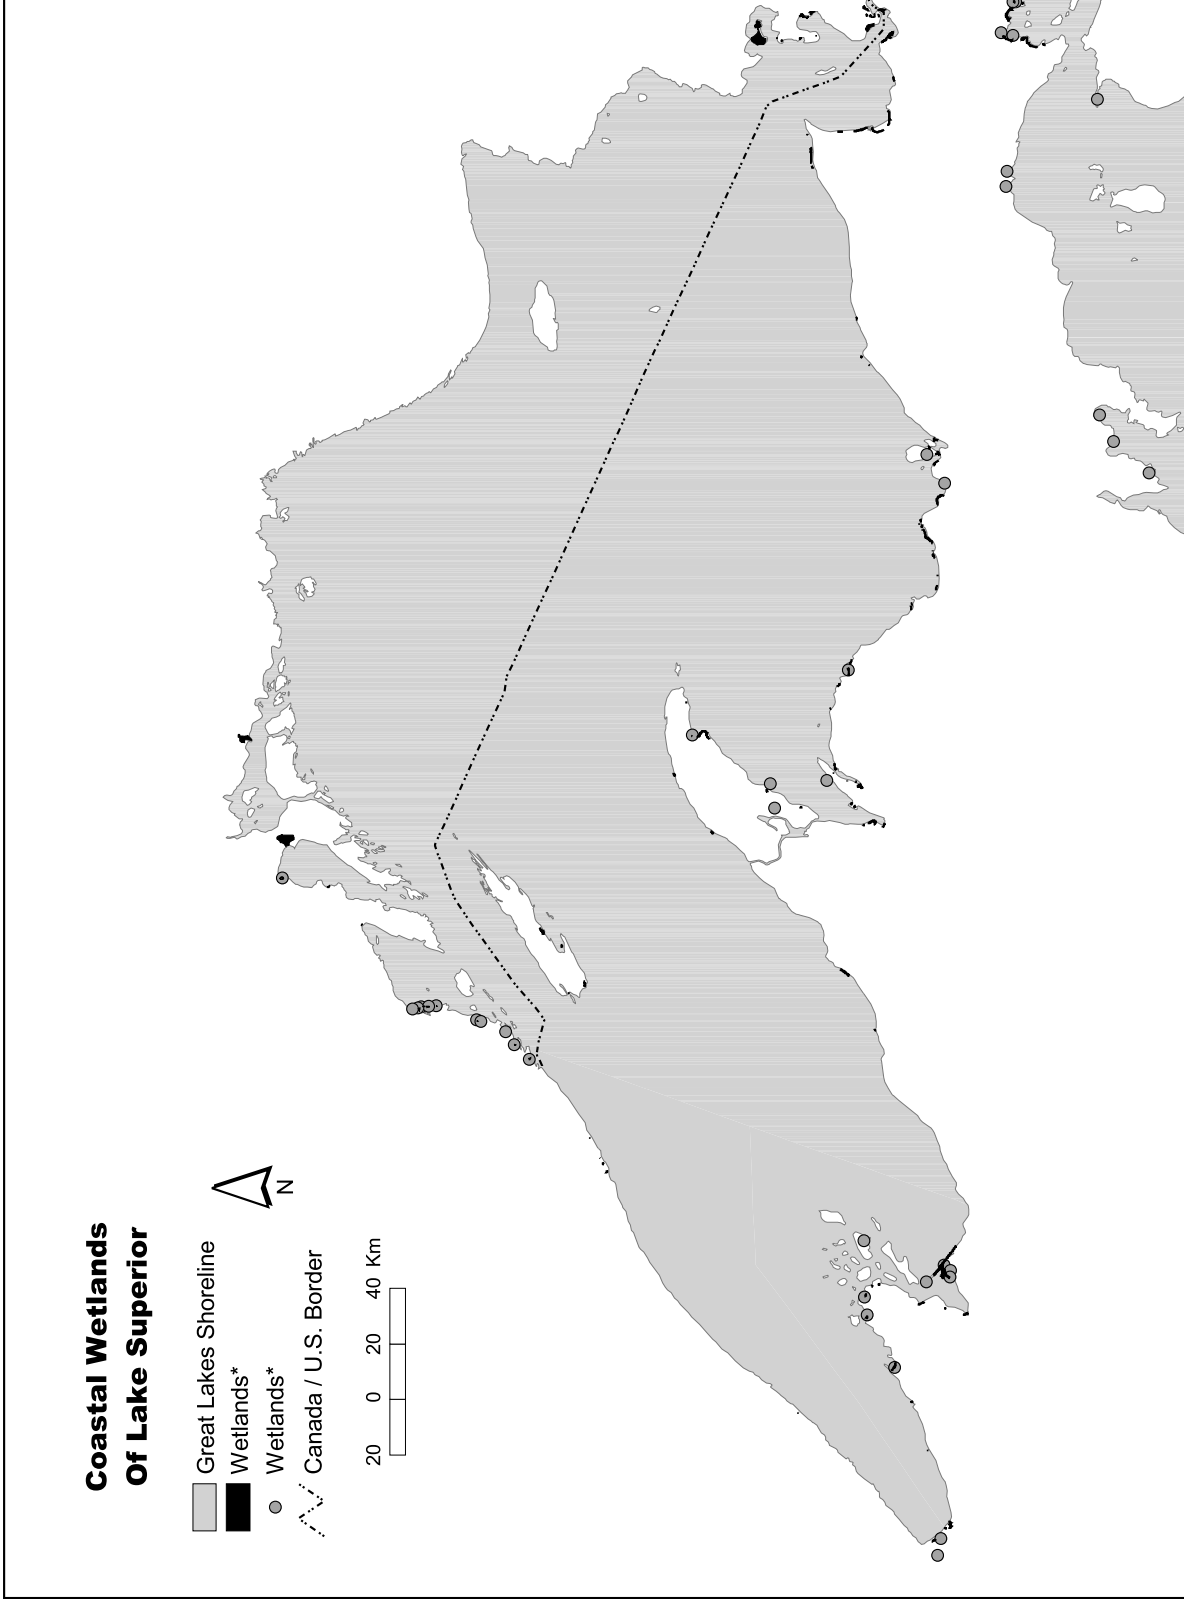 Coastal Wetlands
Of Lake Superior
Great Lakes Shoreline
Wetlands*
Wetlands*
Canada / U.S. Border
20 0 20 40 Km
N